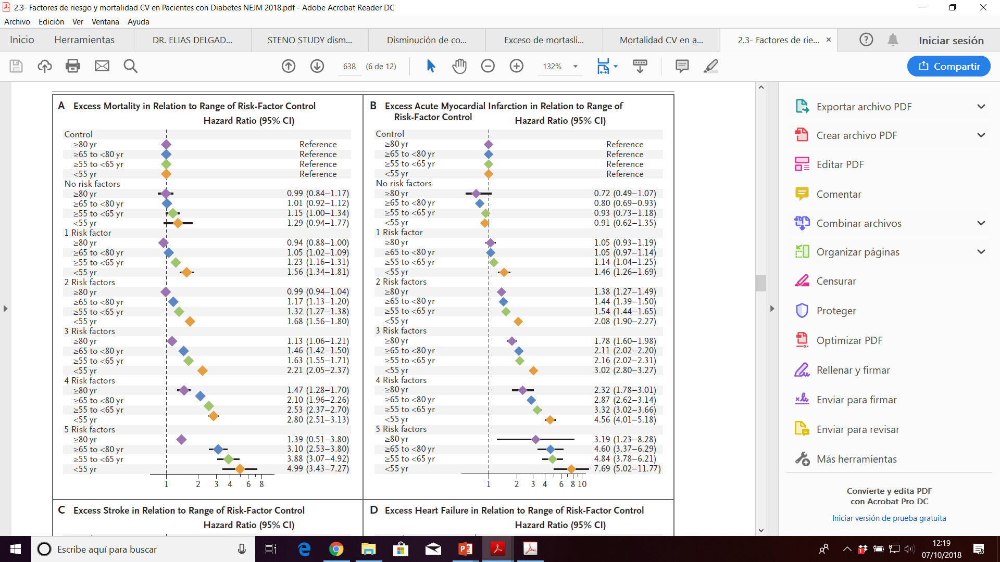 2.3- Factores de riesgo y mortalidad CV en Pacientes con Diabetes NEJM 2018.pdf - Adobe Acrobat Reader DC
Archivo Edición Ver Ventana Ayuda
Inicio Herramientas DR. ELIAS DELGAD... STENO STUDY dism... Disminución de co... Exceso de mortasli... Mortalidad CV en a... 2.3- Factores de rie... × Iniciar sesión
638 (6 de 12) 132% Compartir
A Excess Mortality in Relation to Range of Risk-Factor Control
Hazard Ratio (95% CI)
Control
≥80 yr Reference
≥65 to <80 yr Reference
≥55 to <65 yr Reference
<55 yr Reference
No risk factors
≥80 yr 0.99 (0.84–1.17)
≥65 to <80 yr 1.01 (0.92–1.12)
≥55 to <65 yr 1.15 (1.00–1.34)
<55 yr 1.29 (0.94–1.77)
1 Risk factor
≥80 yr 0.94 (0.88–1.00)
≥65 to <80 yr 1.05 (1.02–1.09)
≥55 to <65 yr 1.23 (1.16–1.31)
<55 yr 1.56 (1.34–1.81)
2 Risk factors
≥80 yr 0.99 (0.94–1.04)
≥65 to <80 yr 1.17 (1.13–1.20)
≥55 to <65 yr 1.32 (1.27–1.38)
<55 yr 1.68 (1.56–1.80)
3 Risk factors
≥80 yr 1.13 (1.06–1.21)
≥65 to <80 yr 1.46 (1.42–1.50)
≥55 to <65 yr 1.63 (1.55–1.71)
<55 yr 2.21 (2.05–2.37)
4 Risk factors
≥80 yr 1.47 (1.28–1.70)
≥65 to <80 yr 2.10 (1.96–2.26)
≥55 to <65 yr 2.53 (2.37–2.70)
<55 yr 2.80 (2.51–3.13)
5 Risk factors
≥80 yr 1.39 (0.51–3.80)
≥65 to <80 yr 3.10 (2.53–3.80)
≥55 to <65 yr 3.88 (3.07–4.92)
<55 yr 4.99 (3.43–7.27)
1 2 3 4 6 8
B Excess Acute Myocardial Infarction in Relation to Range of
Risk-Factor Control
Hazard Ratio (95% CI)
Control
≥80 yr Reference
≥65 to <80 yr Reference
≥55 to <65 yr Reference
<55 yr Reference
No risk factors
≥80 yr 0.72 (0.49–1.07)
≥65 to <80 yr 0.80 (0.69–0.93)
≥55 to <65 yr 0.93 (0.73–1.18)
<55 yr 0.91 (0.62–1.35)
1 Risk factor
≥80 yr 1.05 (0.93–1.19)
≥65 to <80 yr 1.05 (0.97–1.14)
≥55 to <65 yr 1.14 (1.04–1.25)
<55 yr 1.46 (1.26–1.69)
2 Risk factors
≥80 yr 1.38 (1.27–1.49)
≥65 to <80 yr 1.44 (1.39–1.50)
≥55 to <65 yr 1.54 (1.44–1.65)
<55 yr 2.08 (1.90–2.27)
3 Risk factors
≥80 yr 1.78 (1.60–1.98)
≥65 to <80 yr 2.11 (2.02–2.20)
≥55 to <65 yr 2.16 (2.02–2.31)
<55 yr 3.02 (2.80–3.27)
4 Risk factors
≥80 yr 2.32 (1.78–3.01)
≥65 to <80 yr 2.87 (2.62–3.14)
≥55 to <65 yr 3.32 (3.02–3.66)
<55 yr 4.56 (4.01–5.18)
5 Risk factors
≥80 yr 3.19 (1.23–8.28)
≥65 to <80 yr 4.60 (3.37–6.29)
≥55 to <65 yr 4.84 (3.78–6.21)
<55 yr 7.69 (5.02–11.77)
1 2 3 4 6 8 10
C Excess Stroke in Relation to Range of Risk-Factor Control
Hazard Ratio (95% CI)
D Excess Heart Failure in Relation to Range of Risk-Factor Control
Hazard Ratio (95% CI)
Exportar archivo PDF
Crear archivo PDF
Editar PDF
Comentar
Combinar archivos
Organizar páginas
Censurar
Proteger
Optimizar PDF
Rellenar y firmar
Enviar para firmar
Enviar para revisar
Más herramientas
Convierte y edita PDF
con Acrobat Pro DC
Iniciar versión de prueba gratuita
Escribe aquí para buscar
12:19
07/10/2018